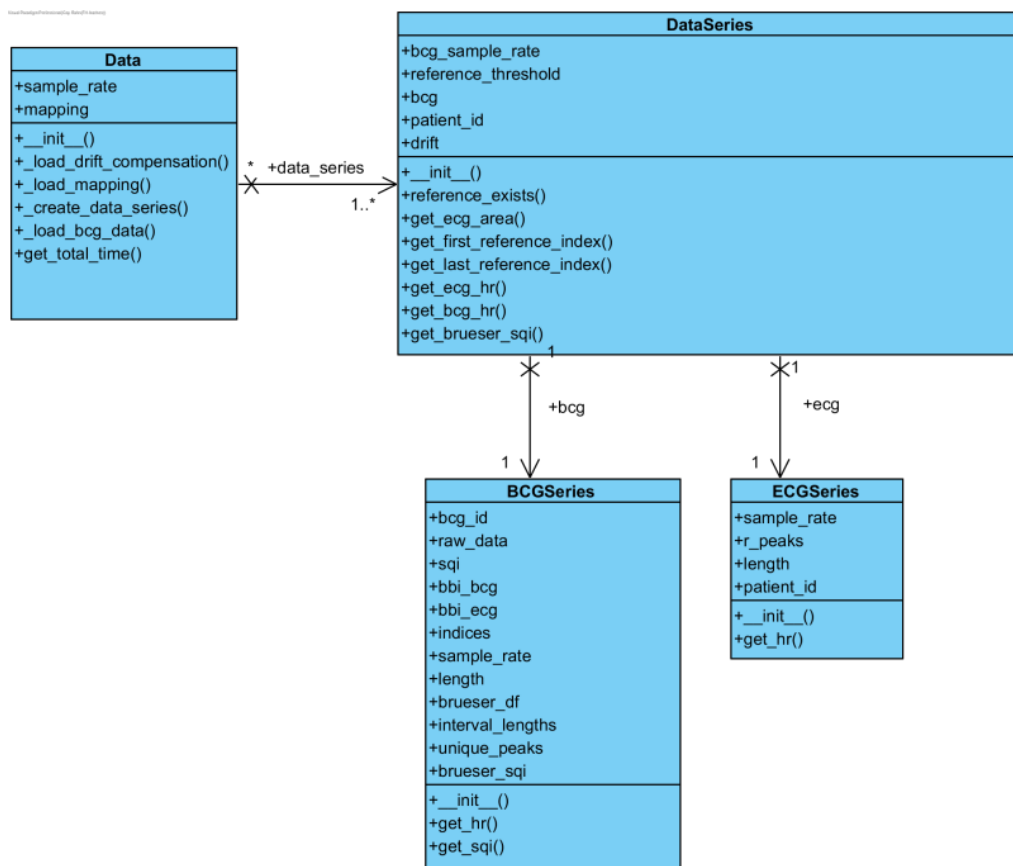 Data
+sample_rate
+mapping
+__init__()
+_load_drift_compensation()
+_load_mapping()
+_create_data_series()
+_load_bcg_data()
+get_total_time()
*
+data_series
1..*
DataSeries
+bcg_sample_rate
+reference_threshold
+bcg
+patient_id
+drift
+__init__()
+reference_exists()
+get_ecg_area()
+get_first_reference_index()
+get_last_reference_index()
+get_ecg_hr()
+get_bcg_hr()
+get_brueser_sqi()
1
+bcg
1
1
+ecg
1
BCGSeries
+bcg_id
+raw_data
+sqi
+bbi_bcg
+bbi_ecg
+indices
+sample_rate
+length
+brueser_df
+interval_lengths
+unique_peaks
+brueser_sqi
+__init__()
+get_hr()
+get_sqi()
ECGSeries
+sample_rate
+r_peaks
+length
+patient_id
+__init__()
+get_hr()